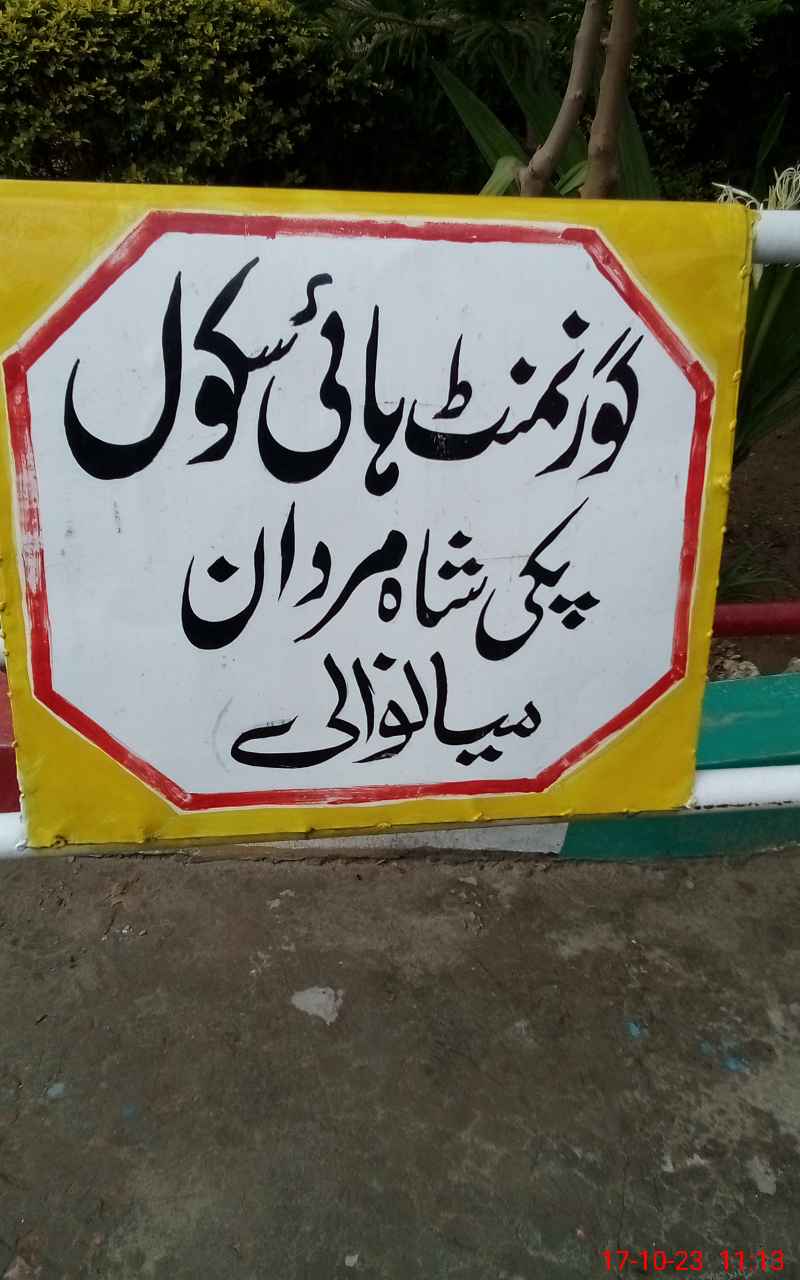 گورنمنٹ ہائی سکول
پکی شاہ مردان
میانوالی
17-10-23 11:13